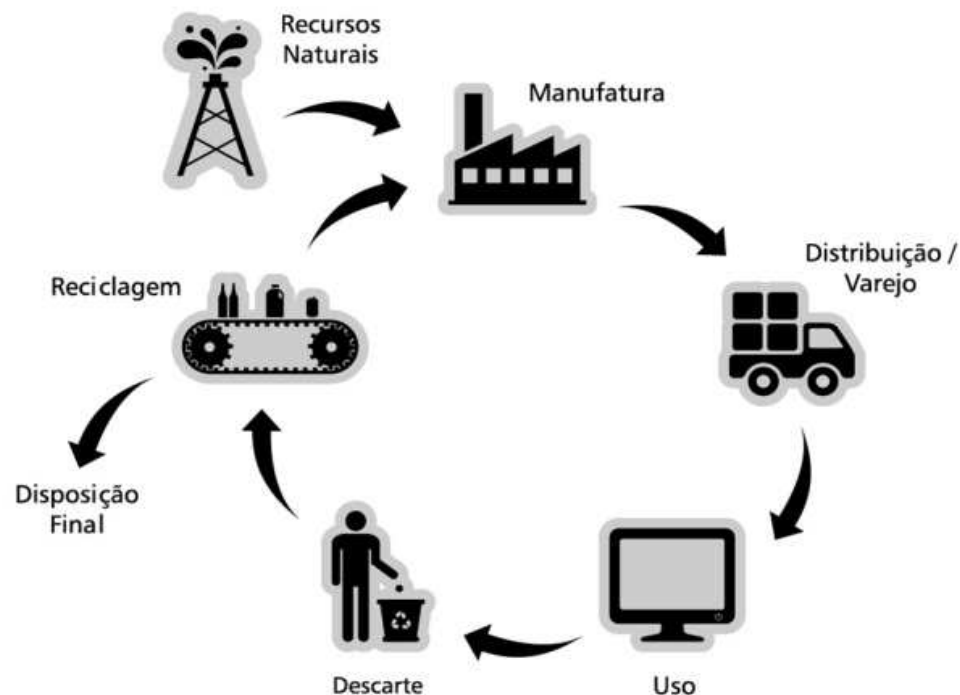 Recursos
Naturais
Manufatura
Distribuição /
Varejo
Reciclagem
Disposição
Final
Descarte
Uso